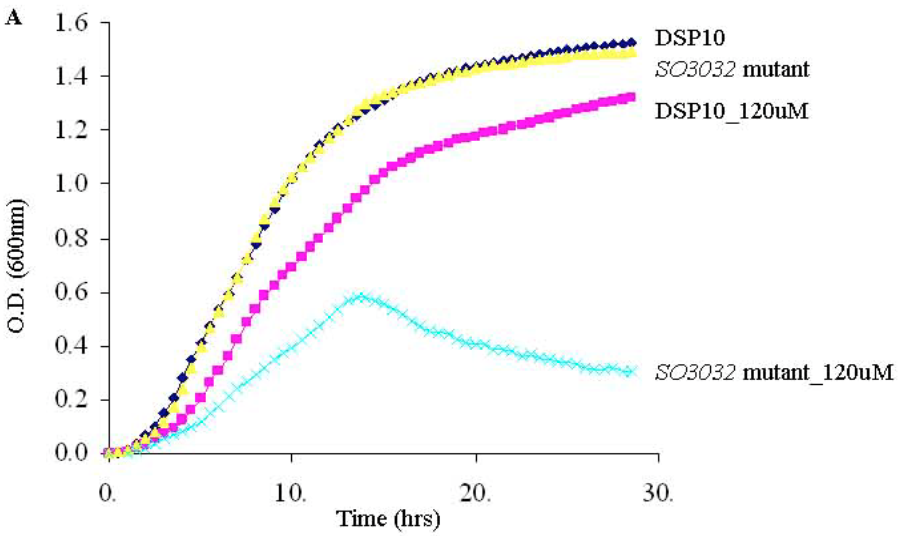 A
1.6
1.4
1.2
1.0
0.8
0.6
0.4
0.2
0.0
O.D. (600nm)
0.
10.
20.
30.
Time (hrs)
DSP10
SO3032 mutant
DSP10_120uM
SO3032 mutant_120uM